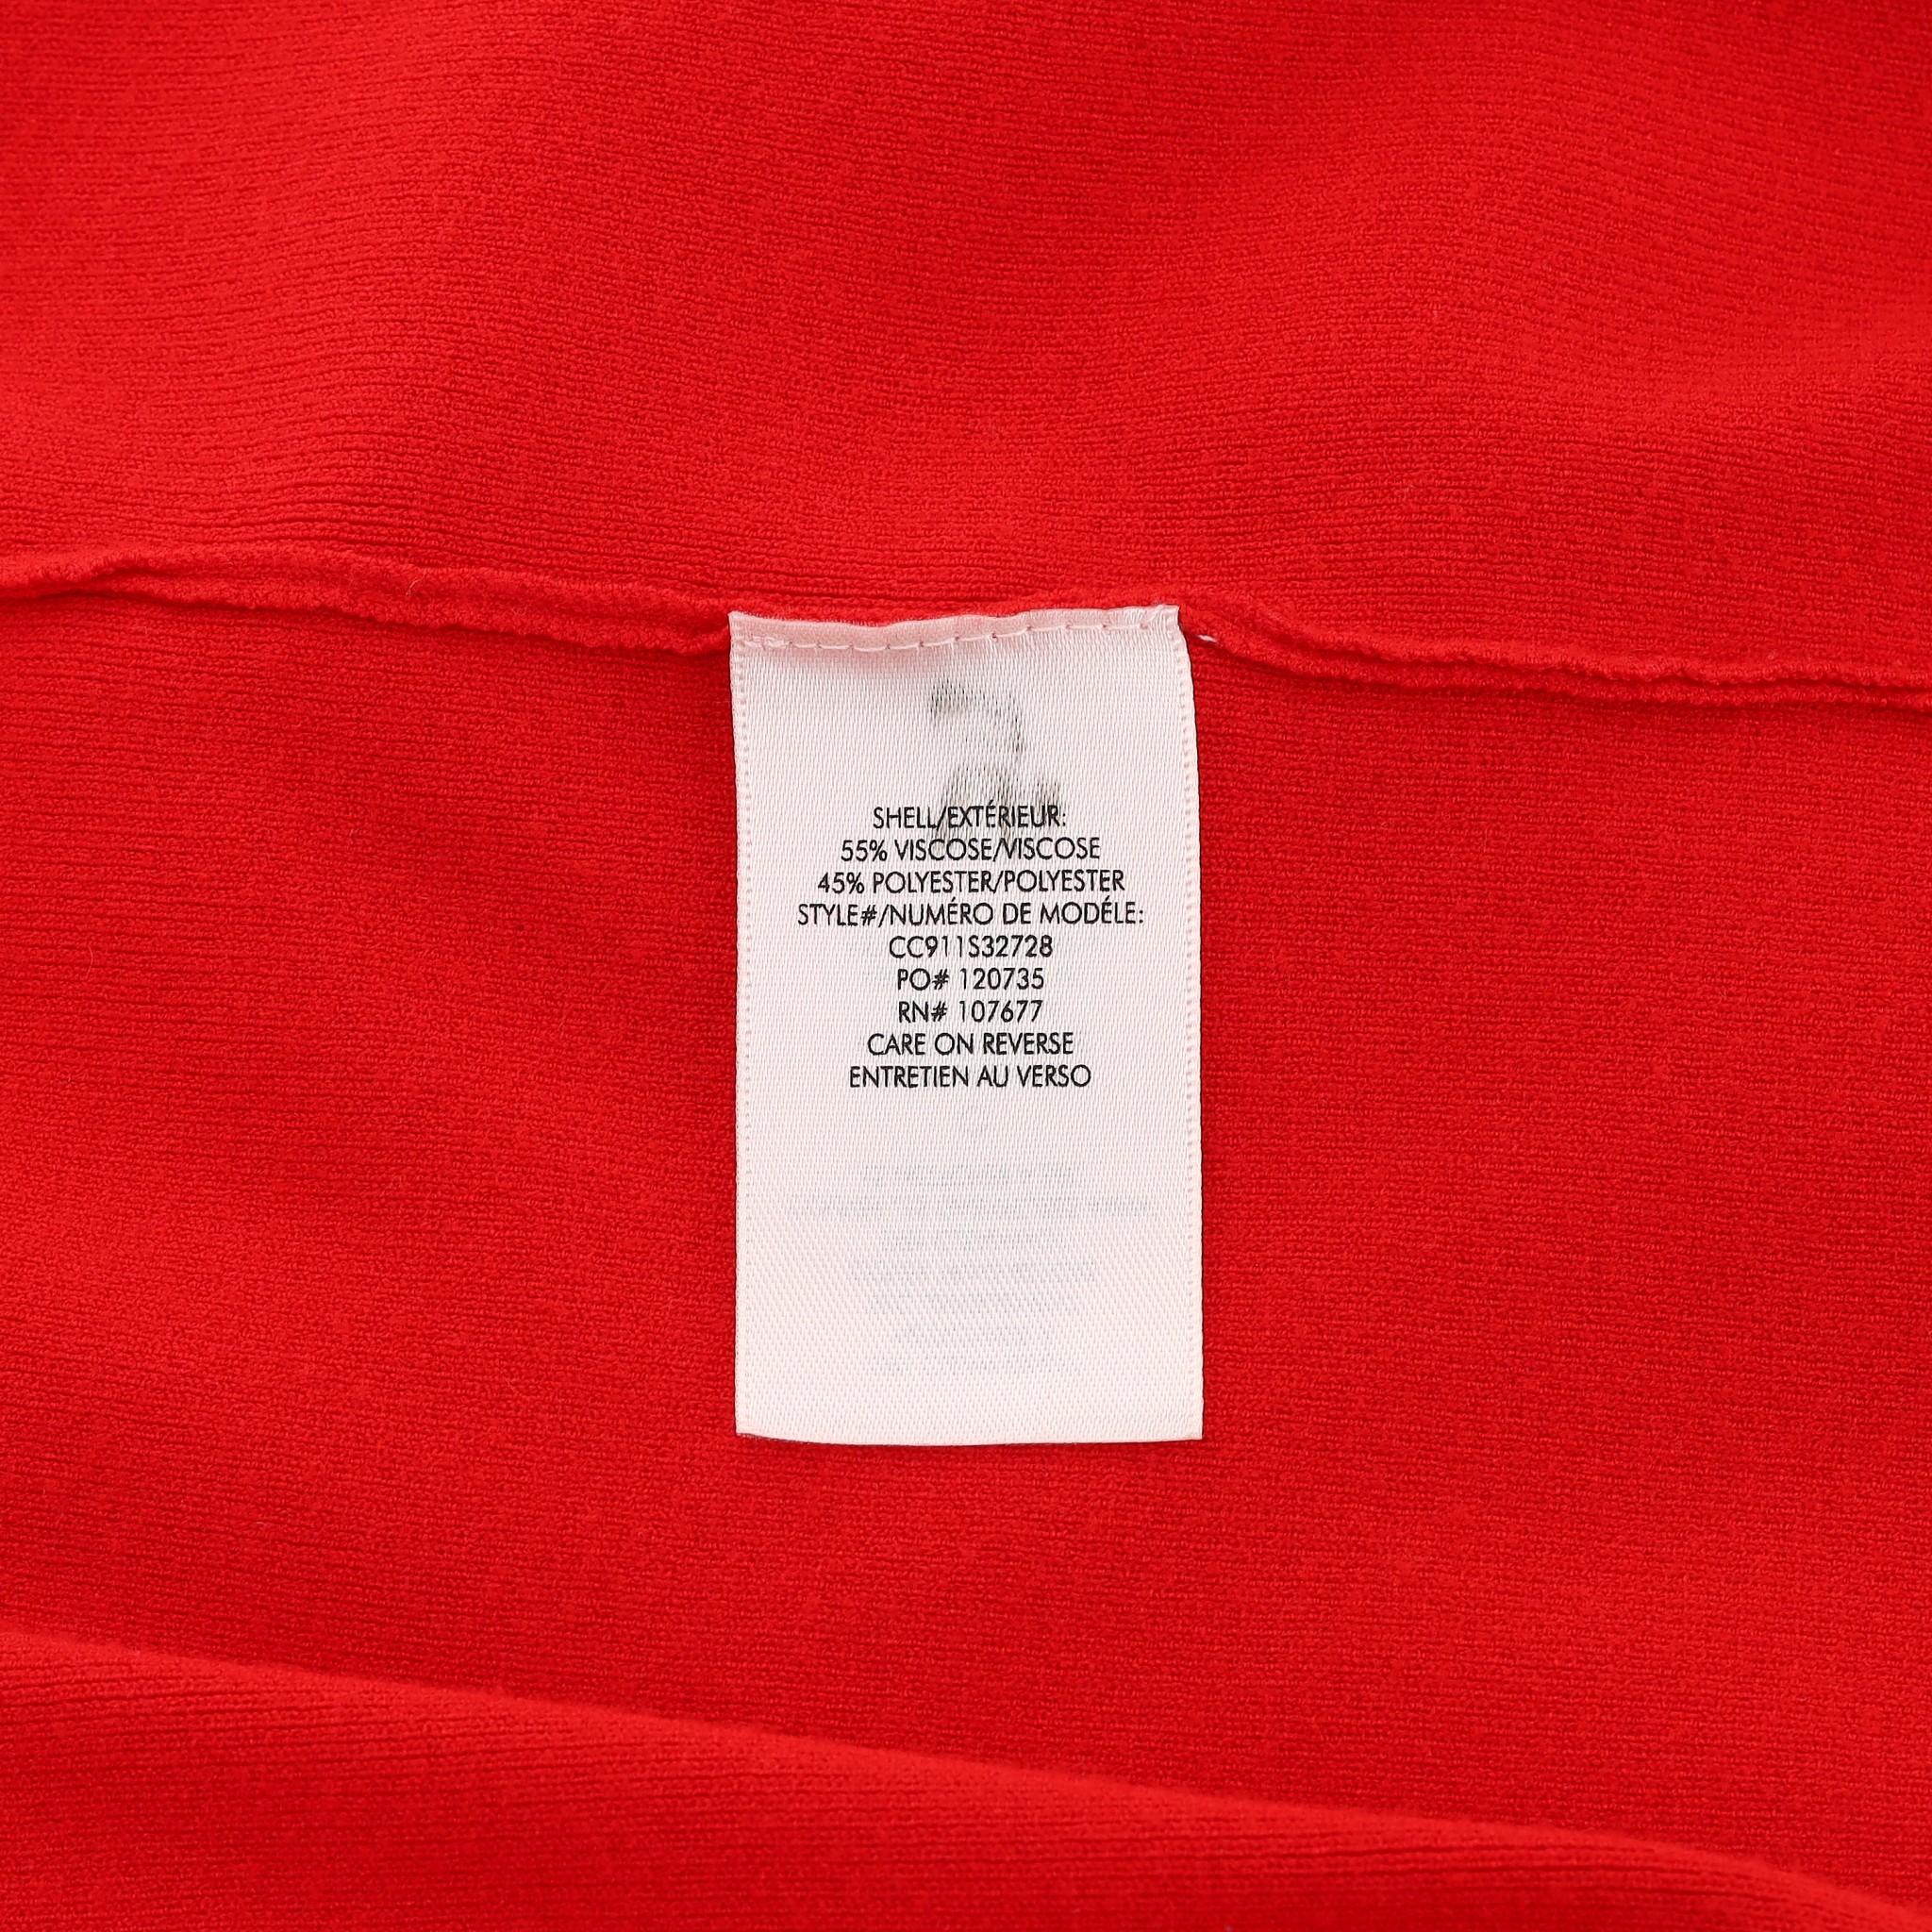 SHELL/EXTÉRIEUR:
55% VISCOSE/VISCOSE
45% POLYESTER/POLYESTER
STYLE#/NUMÉRO DE MODÉLE:
CC911S32728
PO# 120735
RN# 107677
CARE ON REVERSE
ENTRETIEN AU VERSO